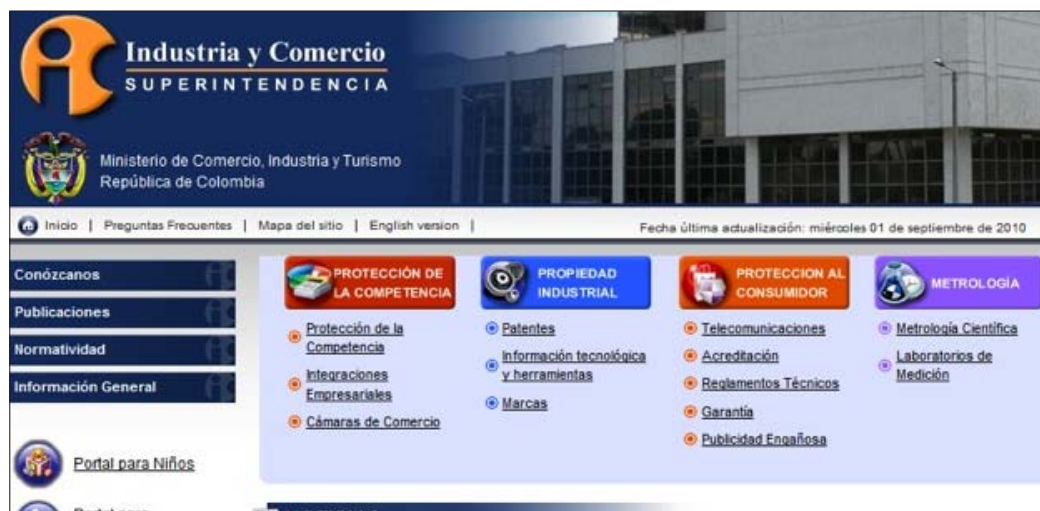 Industria y Comercio
SUPERINTENDENCIA
Ministerio de Comercio, Industria y Turismo
República de Colombia
Inicio | Preguntas Frecuentes | Mapa del sitio | English version |
Fecha última actualización: miércoles 01 de septiembre de 2010
Conózcanos
Publicaciones
Normatividad
Información General
Portal para Niños
Portal para
PROTECCIÓN DE
LA COMPETENCIA
Protección de la
Competencia
Integraciones
Empresariales
Cámaras de Comercio
PROPIEDAD
INDUSTRIAL
Patentes
Información tecnológica
y herramientas
Marcas
PROTECCION AL
CONSUMIDOR
Telecomunicaciones
Acreditación
Reglamentos Técnicos
Garantía
Publicidad Engañosa
METROLOGÍA
Metrología Científica
Laboratorios de
Medición